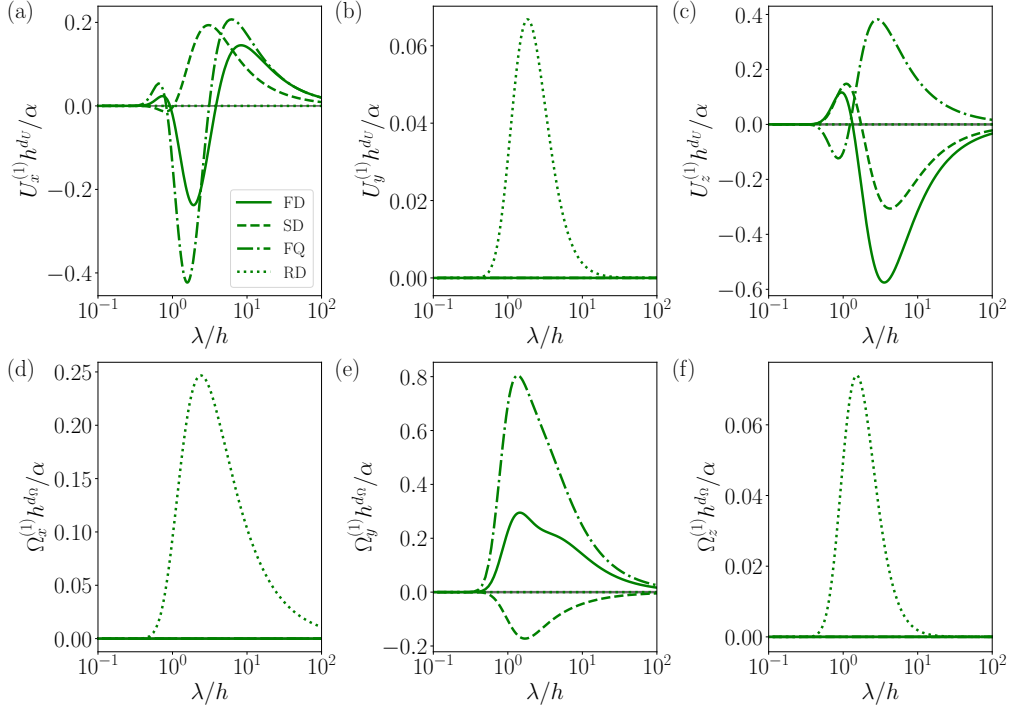 (a)
U_x^{(1)} h^{d_U}/α
0.2
0.0
−0.2
−0.4
10^{-1} 10^0 10^1 10^2
λ/h
FD
SD
FQ
RD
(b)
U_y^{(1)} h^{d_U}/α
0.06
0.04
0.02
0.00
10^{-1} 10^0 10^1 10^2
λ/h
(c)
U_z^{(1)} h^{d_U}/α
0.4
0.2
0.0
−0.2
−0.4
−0.6
10^{-1} 10^0 10^1 10^2
λ/h
(d)
Ω_x^{(1)} h^{d_Ω}/α
0.25
0.20
0.15
0.10
0.05
0.00
10^{-1} 10^0 10^1 10^2
λ/h
(e)
Ω_y^{(1)} h^{d_Ω}/α
0.8
0.6
0.4
0.2
0.0
−0.2
10^{-1} 10^0 10^1 10^2
λ/h
(f)
Ω_z^{(1)} h^{d_Ω}/α
0.06
0.04
0.02
0.00
10^{-1} 10^0 10^1 10^2
λ/h